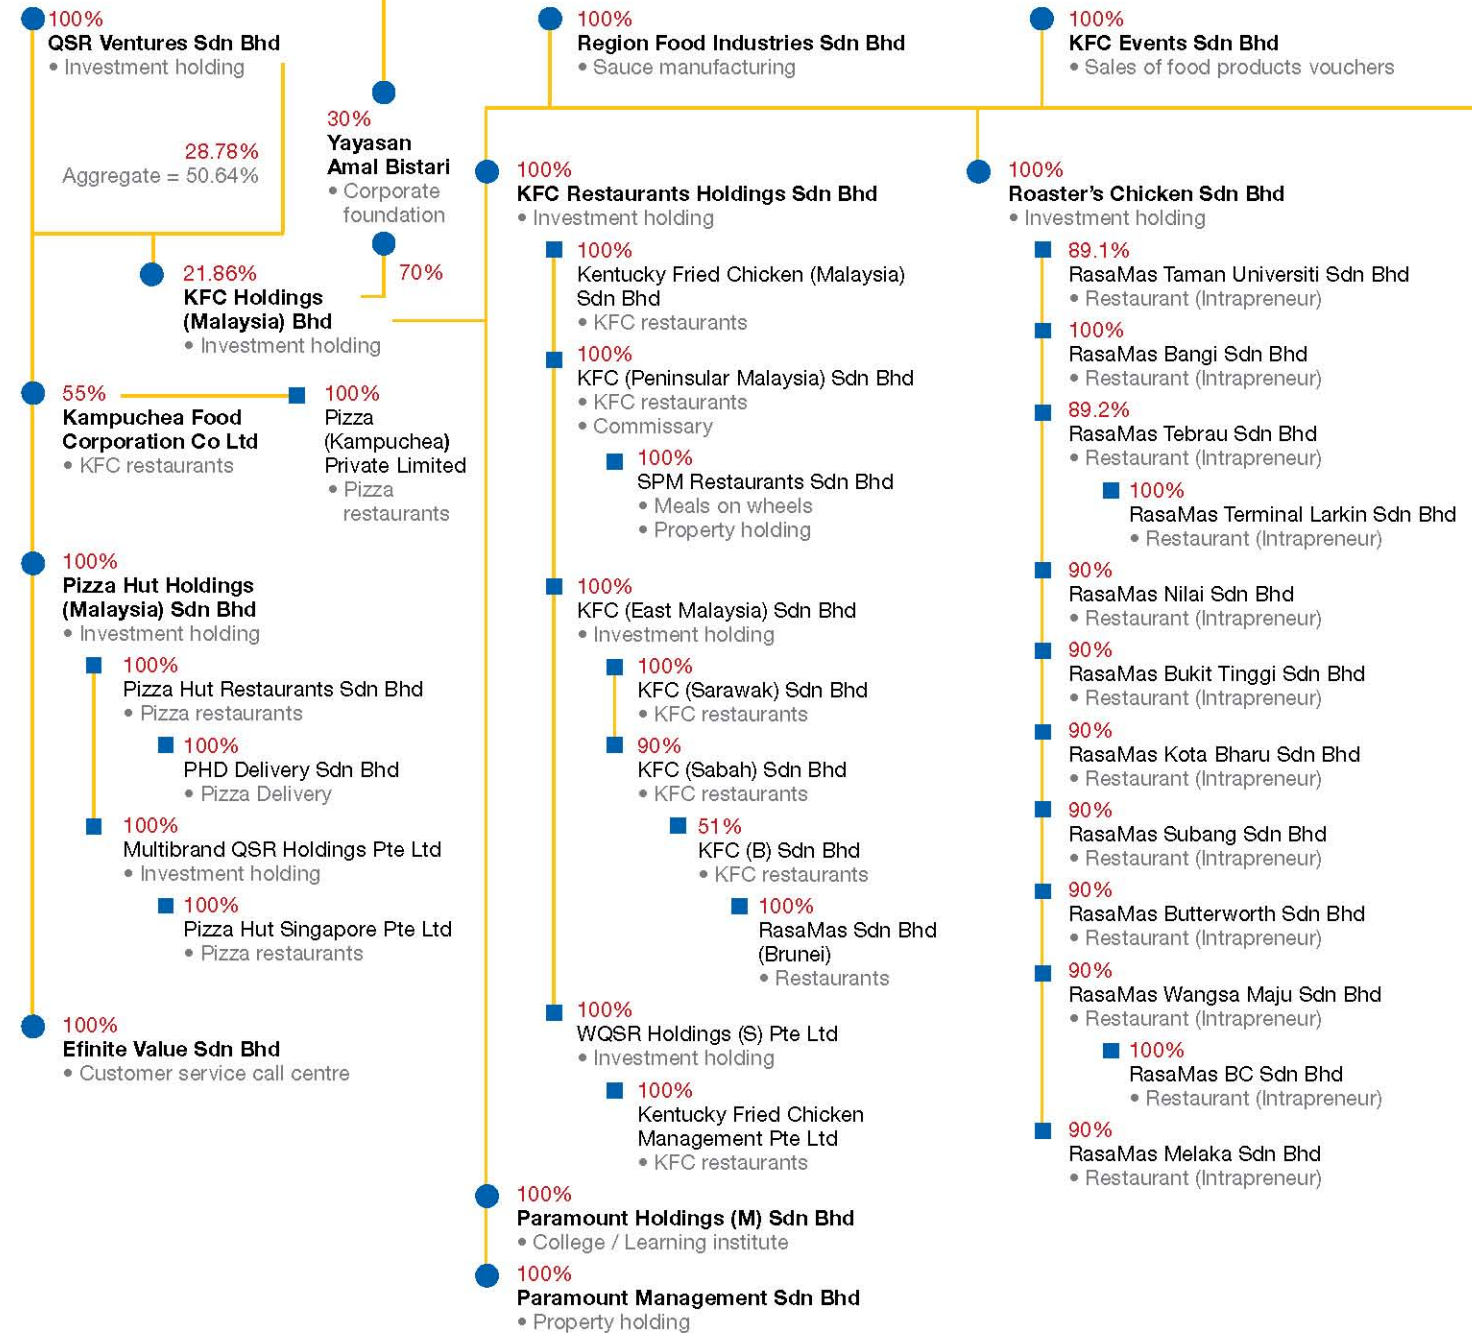 100%
QSR Ventures Sdn Bhd
• Investment holding
28.78%
Aggregate = 50.64%
30%
Yayasan
Amal Bistari
• Corporate
foundation
70%
21.86%
KFC Holdings
(Malaysia) Bhd
• Investment holding
55%
Kampuchea Food
Corporation Co Ltd
• KFC restaurants
100%
Pizza
(Kampuchea)
Private Limited
• Pizza
restaurants
100%
Pizza Hut Holdings
(Malaysia) Sdn Bhd
• Investment holding
100%
Pizza Hut Restaurants Sdn Bhd
• Pizza restaurants
100%
PHD Delivery Sdn Bhd
• Pizza Delivery
100%
Multibrand QSR Holdings Pte Ltd
• Investment holding
100%
Pizza Hut Singapore Pte Ltd
• Pizza restaurants
100%
Efinite Value Sdn Bhd
• Customer service call centre
100%
Region Food Industries Sdn Bhd
• Sauce manufacturing
100%
KFC Events Sdn Bhd
• Sales of food products vouchers
100%
KFC Restaurants Holdings Sdn Bhd
• Investment holding
100%
Kentucky Fried Chicken (Malaysia)
Sdn Bhd
• KFC restaurants
100%
KFC (Peninsular Malaysia) Sdn Bhd
• KFC restaurants
• Commissary
100%
SPM Restaurants Sdn Bhd
• Meals on wheels
• Property holding
100%
KFC (East Malaysia) Sdn Bhd
• Investment holding
100%
KFC (Sarawak) Sdn Bhd
• KFC restaurants
90%
KFC (Sabah) Sdn Bhd
• KFC restaurants
51%
KFC (B) Sdn Bhd
• KFC restaurants
100%
RasaMas Sdn Bhd
(Brunei)
• Restaurants
100%
WQSR Holdings (S) Pte Ltd
• Investment holding
100%
Kentucky Fried Chicken
Management Pte Ltd
• KFC restaurants
100%
Paramount Holdings (M) Sdn Bhd
• College / Learning institute
100%
Paramount Management Sdn Bhd
• Property holding
100%
Roaster's Chicken Sdn Bhd
• Investment holding
89.1%
RasaMas Taman Universiti Sdn Bhd
• Restaurant (Intrapreneur)
100%
RasaMas Bangi Sdn Bhd
• Restaurant (Intrapreneur)
89.2%
RasaMas Tebrau Sdn Bhd
• Restaurant (Intrapreneur)
100%
RasaMas Terminal Larkin Sdn Bhd
• Restaurant (Intrapreneur)
90%
RasaMas Nilai Sdn Bhd
• Restaurant (Intrapreneur)
90%
RasaMas Bukit Tinggi Sdn Bhd
• Restaurant (Intrapreneur)
90%
RasaMas Kota Bharu Sdn Bhd
• Restaurant (Intrapreneur)
90%
RasaMas Subang Sdn Bhd
• Restaurant (Intrapreneur)
90%
RasaMas Butterworth Sdn Bhd
• Restaurant (Intrapreneur)
90%
RasaMas Wangsa Maju Sdn Bhd
• Restaurant (Intrapreneur)
100%
RasaMas BC Sdn Bhd
• Restaurant (Intrapreneur)
90%
RasaMas Melaka Sdn Bhd
• Restaurant (Intrapreneur)